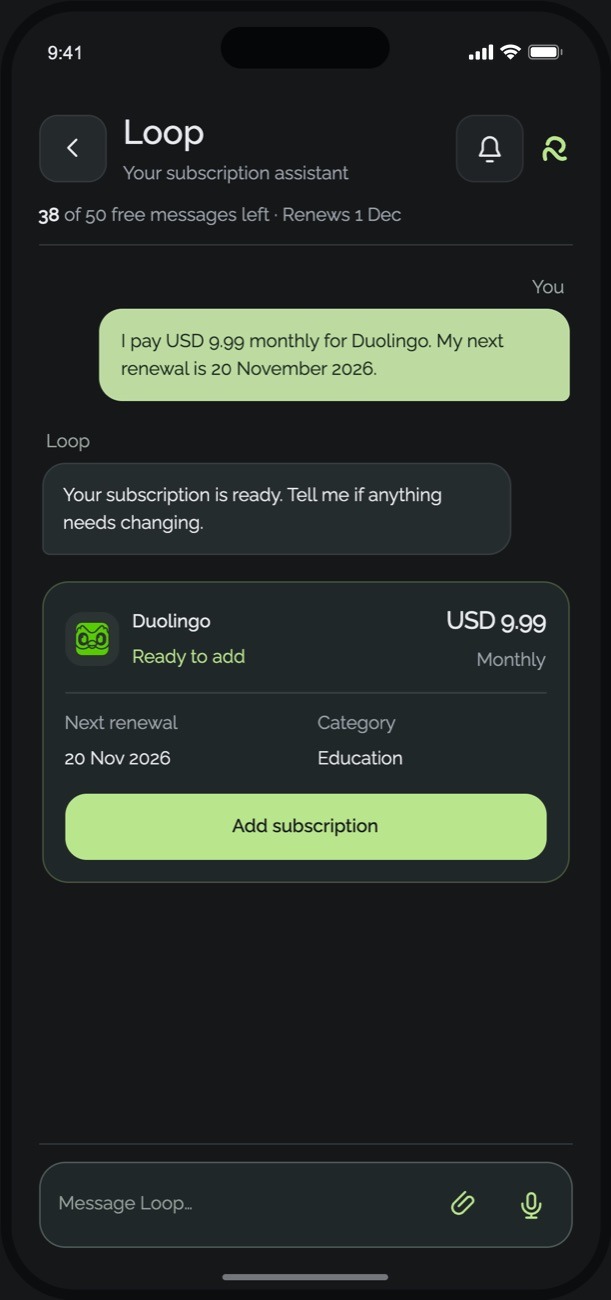 9:41
Loop
Your subscription assistant
38 of 50 free messages left · Renews 1 Dec
You
I pay USD 9.99 monthly for Duolingo. My next
renewal is 20 November 2026.
Loop
Your subscription is ready. Tell me if anything
needs changing.
Duolingo
USD 9.99
Ready to add
Monthly
Next renewal
Category
20 Nov 2026
Education
Add subscription
Message Loop…